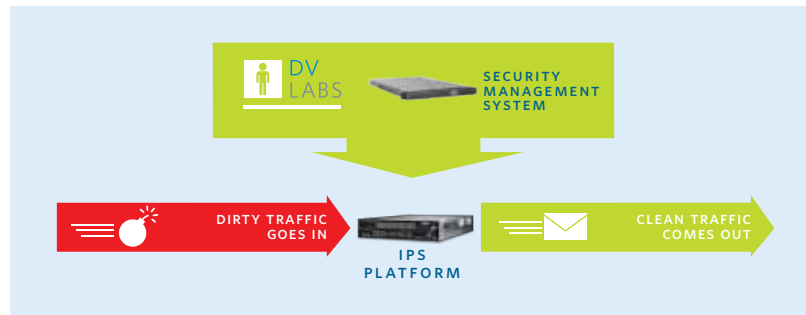 DV
LABS
SECURITY
MANAGEMENT
SYSTEM
DIRTY TRAFFIC
GOES IN
IPS
PLATFORM
CLEAN TRAFFIC
COMES OUT